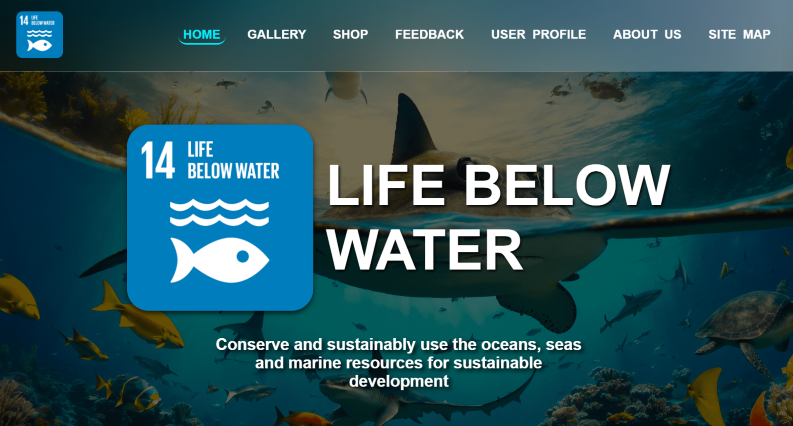 14 LIFE
BELOW WATER
HOME GALLERY SHOP FEEDBACK USER PROFILE ABOUT US SITE MAP
14 LIFE
BELOW WATER
LIFE BELOW
WATER
Conserve and sustainably use the oceans, seas
and marine resources for sustainable
development